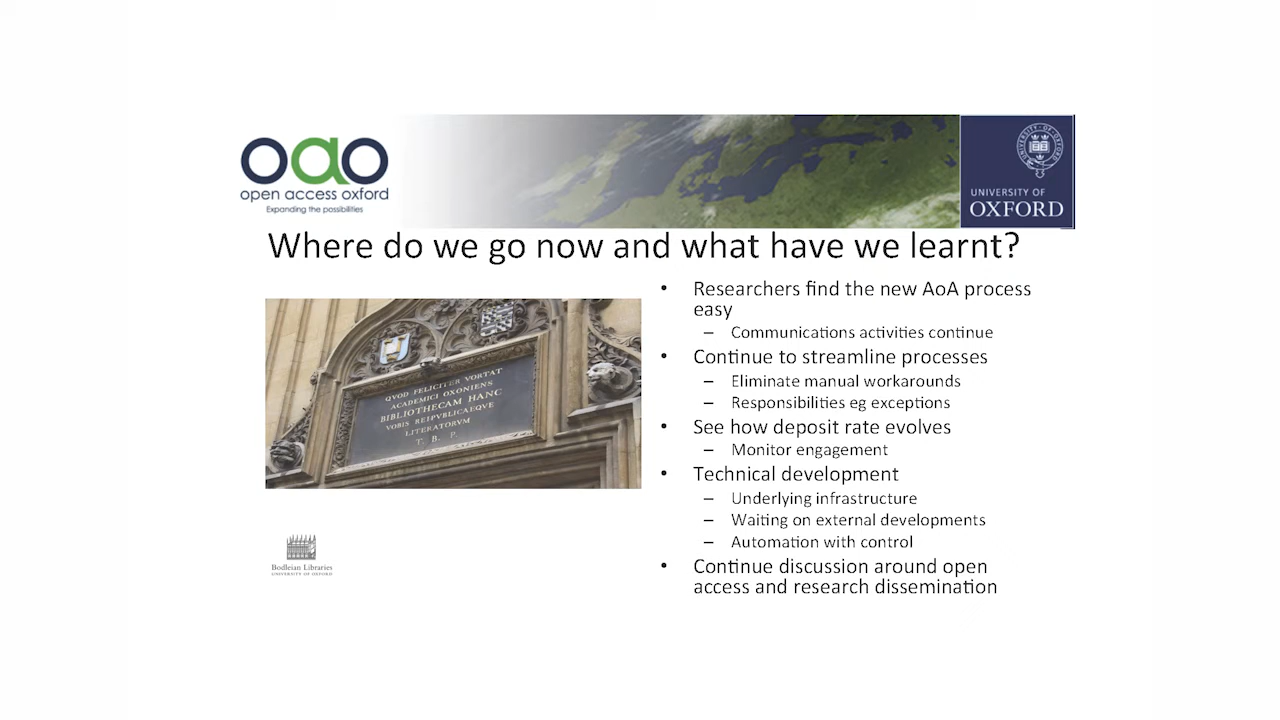 oao
open access oxford
Expanding the possibilities
UNIVERSITY OF
OXFORD
Where do we go now and what have we learnt?
QVOD FELICITER VORTAT
ACADEMICI OXONIENS
BIBLIOTHECAM HANC
VOBIS REIPVBLICAEQVE
LITERATORVM
T. B. P.
• Researchers find the new AoA process
easy
– Communications activities continue
• Continue to streamline processes
– Eliminate manual workarounds
– Responsibilities eg exceptions
• See how deposit rate evolves
– Monitor engagement
• Technical development
– Underlying infrastructure
– Waiting on external developments
– Automation with control
• Continue discussion around open
access and research dissemination
Bodleian Libraries
UNIVERSITY OF OXFORD